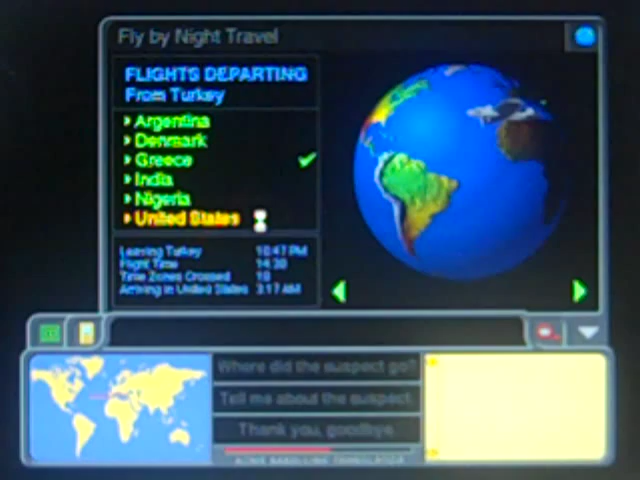 Fly by Night Travel
FLIGHTS DEPARTING
From Turkey
Argentina
Denmark
Greece
India
Nigeria
United States
Leaving Turkey 10:47 PM
Flight Time 14:30
Time Zones Crossed 10
Arriving in United States 3:17 AM
Where did the suspect go?
Tell me about the suspect.
Thank you, goodbye.